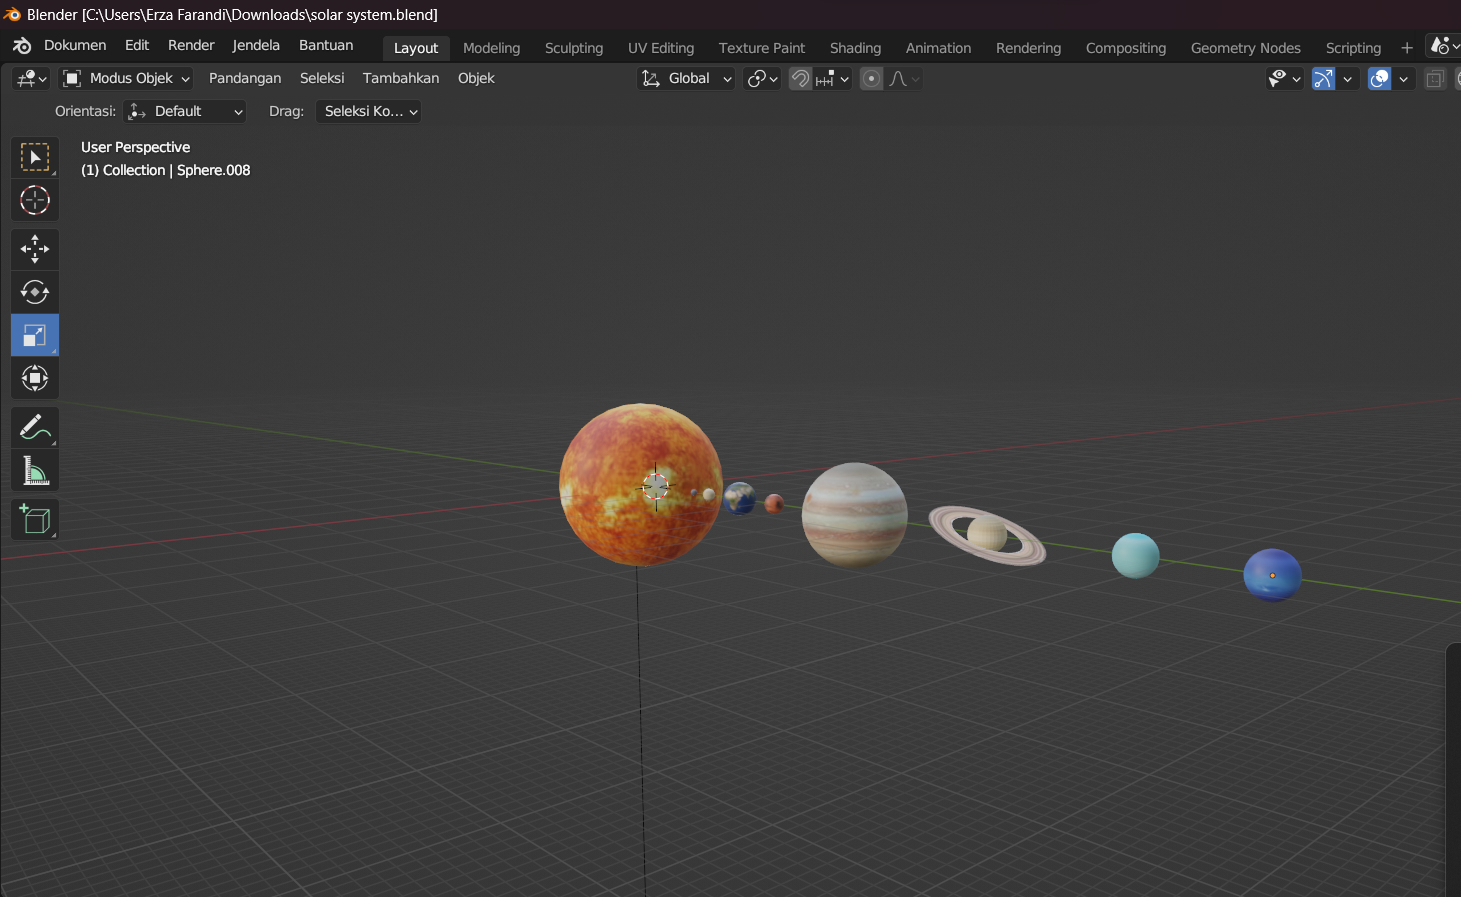 Blender [C:\Users\Erza Farandi\Downloads\solar system.blend]
Dokumen Edit Render Jendela Bantuan Layout Modeling Sculpting UV Editing Texture Paint Shading Animation Rendering Compositing Geometry Nodes Scripting +
Modus Objek Pandangan Seleksi Tambahkan Objek Global
Orientasi: Default Drag: Seleksi Ko...
User Perspective
(1) Collection | Sphere.008